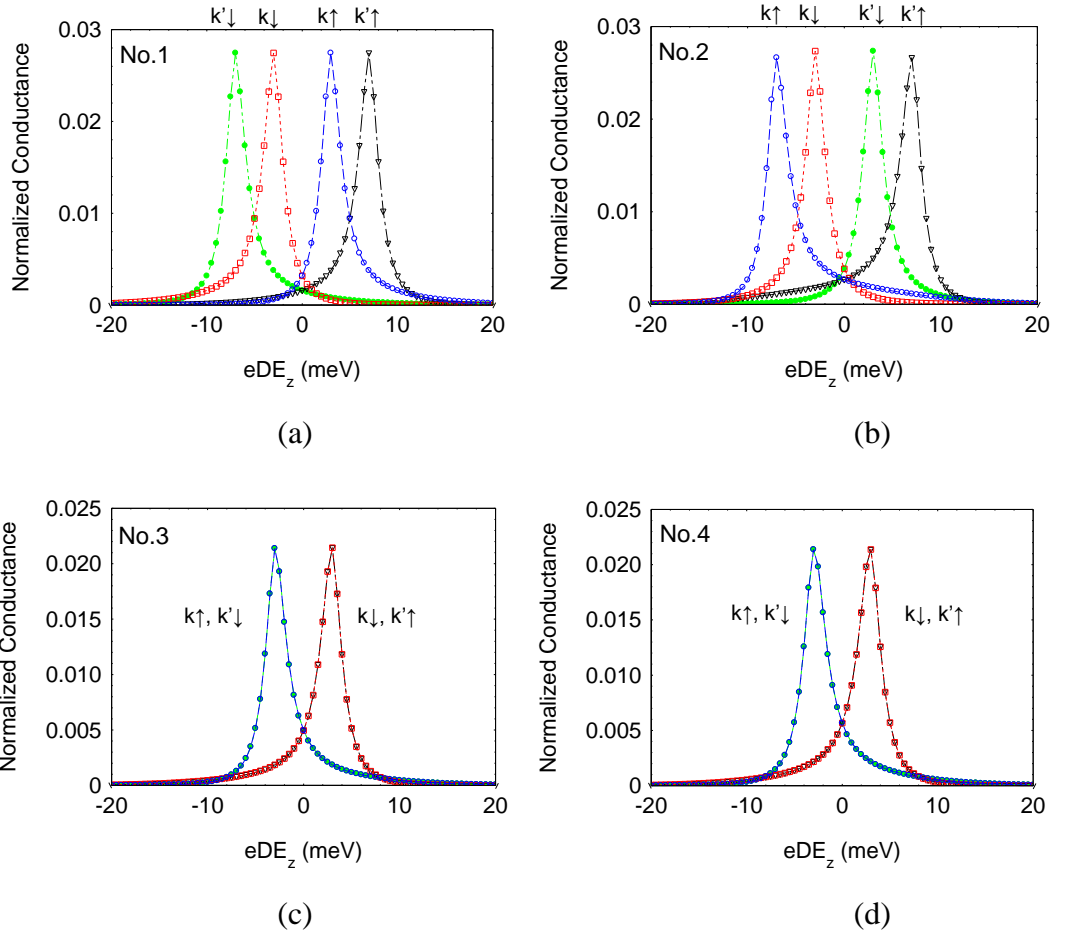 k’↓ k↓ k↑ k’↑
No.1
Normalized Conductance
0.03
0.02
0.01
0
-20 -10 0 10 20
eDE_z (meV)
(a)
k↑ k↓ k’↓ k’↑
No.2
Normalized Conductance
0.03
0.02
0.01
0
-20 -10 0 10 20
eDE_z (meV)
(b)
No.3
Normalized Conductance
0.025
0.020
0.015
0.010
0.005
0
k↑, k’↓ k↓, k’↑
-20 -10 0 10 20
eDE_z (meV)
(c)
No.4
Normalized Conductance
0.025
0.020
0.015
0.010
0.005
0
k↑, k’↓ k↓, k’↑
-20 -10 0 10 20
eDE_z (meV)
(d)